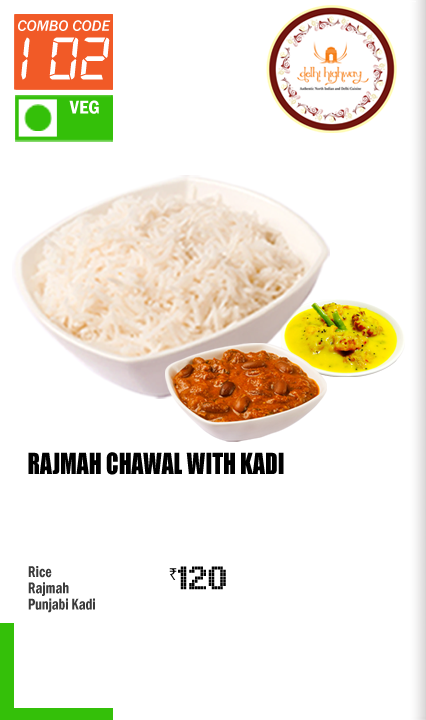 COMBO CODE
102
VEG
delhi highway
Authentic North Indian and Delhi Cuisine
RAJMAH CHAWAL WITH KADI
Rice
Rajmah
Punjabi Kadi
₹120